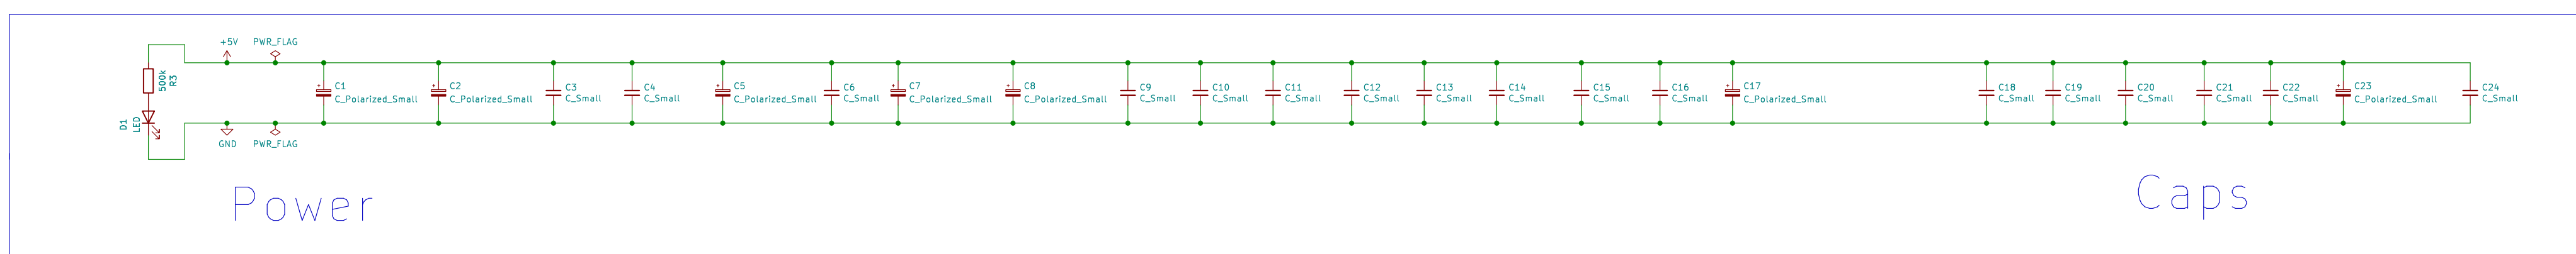 +5V PWR_FLAG
500k
R3
D1
LED
GND PWR_FLAG
C1
C_Polarized_Small
C2
C_Polarized_Small
C3
C_Small
C4
C_Small
C5
C_Polarized_Small
C6
C_Small
C7
C_Polarized_Small
C8
C_Polarized_Small
C9
C_Small
C10
C_Small
C11
C_Small
C12
C_Small
C13
C_Small
C14
C_Small
C15
C_Small
C16
C_Small
C17
C_Polarized_Small
C18
C_Small
C19
C_Small
C20
C_Small
C21
C_Small
C22
C_Small
C23
C_Polarized_Small
C24
C_Small
Power
Caps